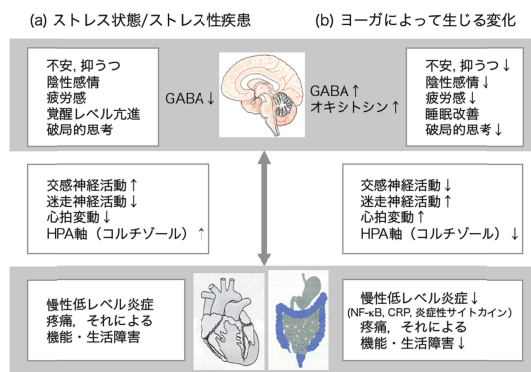 (a) ストレス状態/ストレス性疾患
(b) ヨーガによって生じる変化
不安, 抑うつ
陰性感情
疲労感
覚醒レベル亢進
破局的思考
GABA↓
GABA↑
オキシトシン↑
不安, 抑うつ↓
陰性感情↓
疲労感↓
睡眠改善
破局的思考↓
交感神経活動↑
迷走神経活動↓
心拍変動↓
HPA軸（コルチゾール）↑
交感神経活動↓
迷走神経活動↑
心拍変動↑
HPA軸（コルチゾール）↓
慢性低レベル炎症
疼痛，それによる
機能・生活障害
慢性低レベル炎症↓
(NF-κB, CRP, 炎症性サイトカイン)
疼痛，それによる
機能・生活障害↓